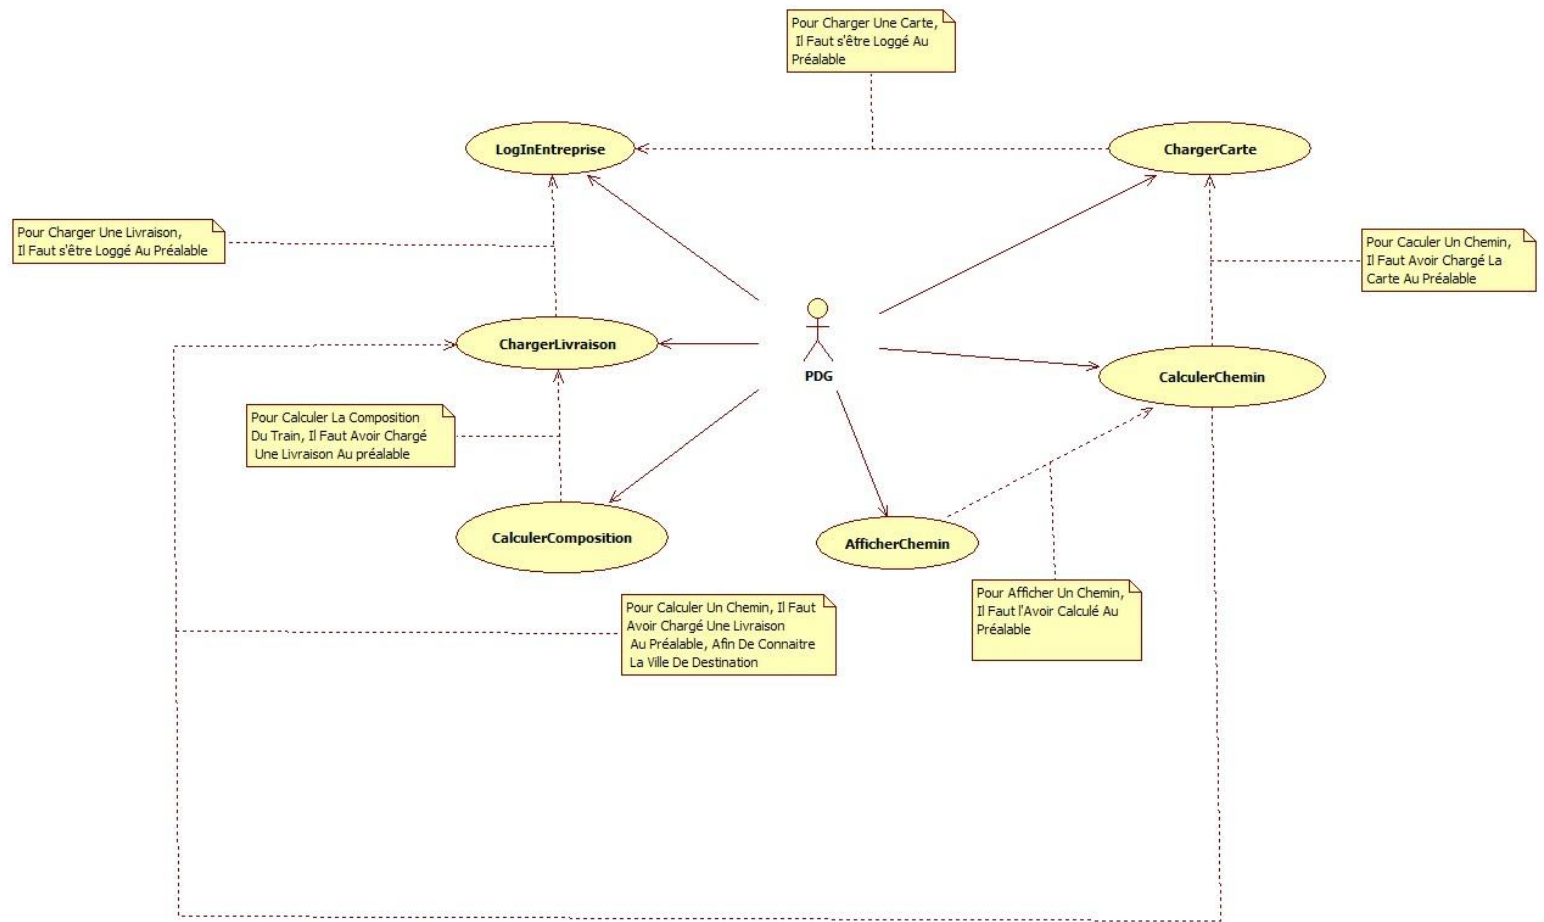 Pour Charger Une Carte,
Il Faut s'être Loggé Au
Préalable
LogInEntreprise
ChargerCarte
Pour Charger Une Livraison,
Il Faut s'être Loggé Au Préalable
Pour Caculer Un Chemin,
Il Faut Avoir Chargé La
Carte Au Préalable
ChargerLivraison
PDG
CalculerChemin
Pour Calculer La Composition
Du Train, Il Faut Avoir Chargé
Une Livraison Au préalable
CalculerComposition
AfficherChemin
Pour Calculer Un Chemin, Il Faut
Avoir Chargé Une Livraison
Au Préalable, Afin De Connaitre
La Ville De Destination
Pour Afficher Un Chemin,
Il Faut l'Avoir Calculé Au
Préalable